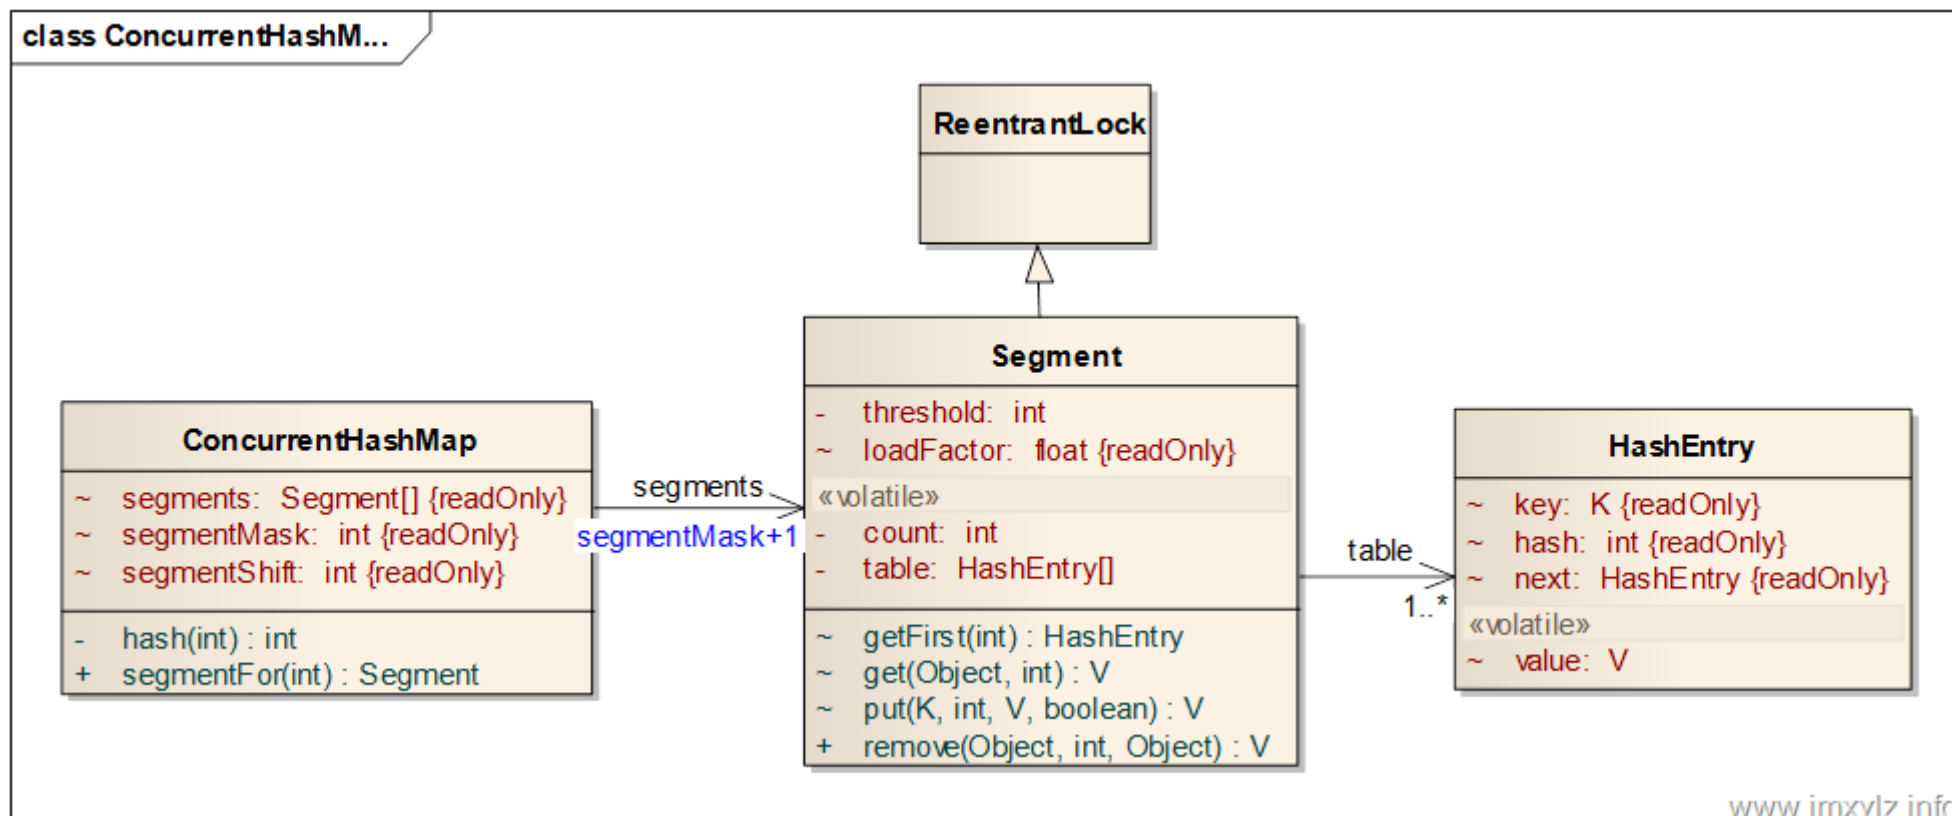 class ConcurrentHashM...
ReentrantLock
Segment
- threshold: int
~ loadFactor: float {readOnly}
«volatile»
- count: int
- table: HashEntry[]
~ getFirst(int) : HashEntry
~ get(Object, int) : V
~ put(K, int, V, boolean) : V
+ remove(Object, int, Object) : V
ConcurrentHashMap
~ segments: Segment[] {readOnly}
~ segmentMask: int {readOnly}
~ segmentShift: int {readOnly}
- hash(int) : int
+ segmentFor(int) : Segment
segments
segmentMask+1
table
1..*
HashEntry
~ key: K {readOnly}
~ hash: int {readOnly}
~ next: HashEntry {readOnly}
«volatile»
~ value: V
www.imxylz.info